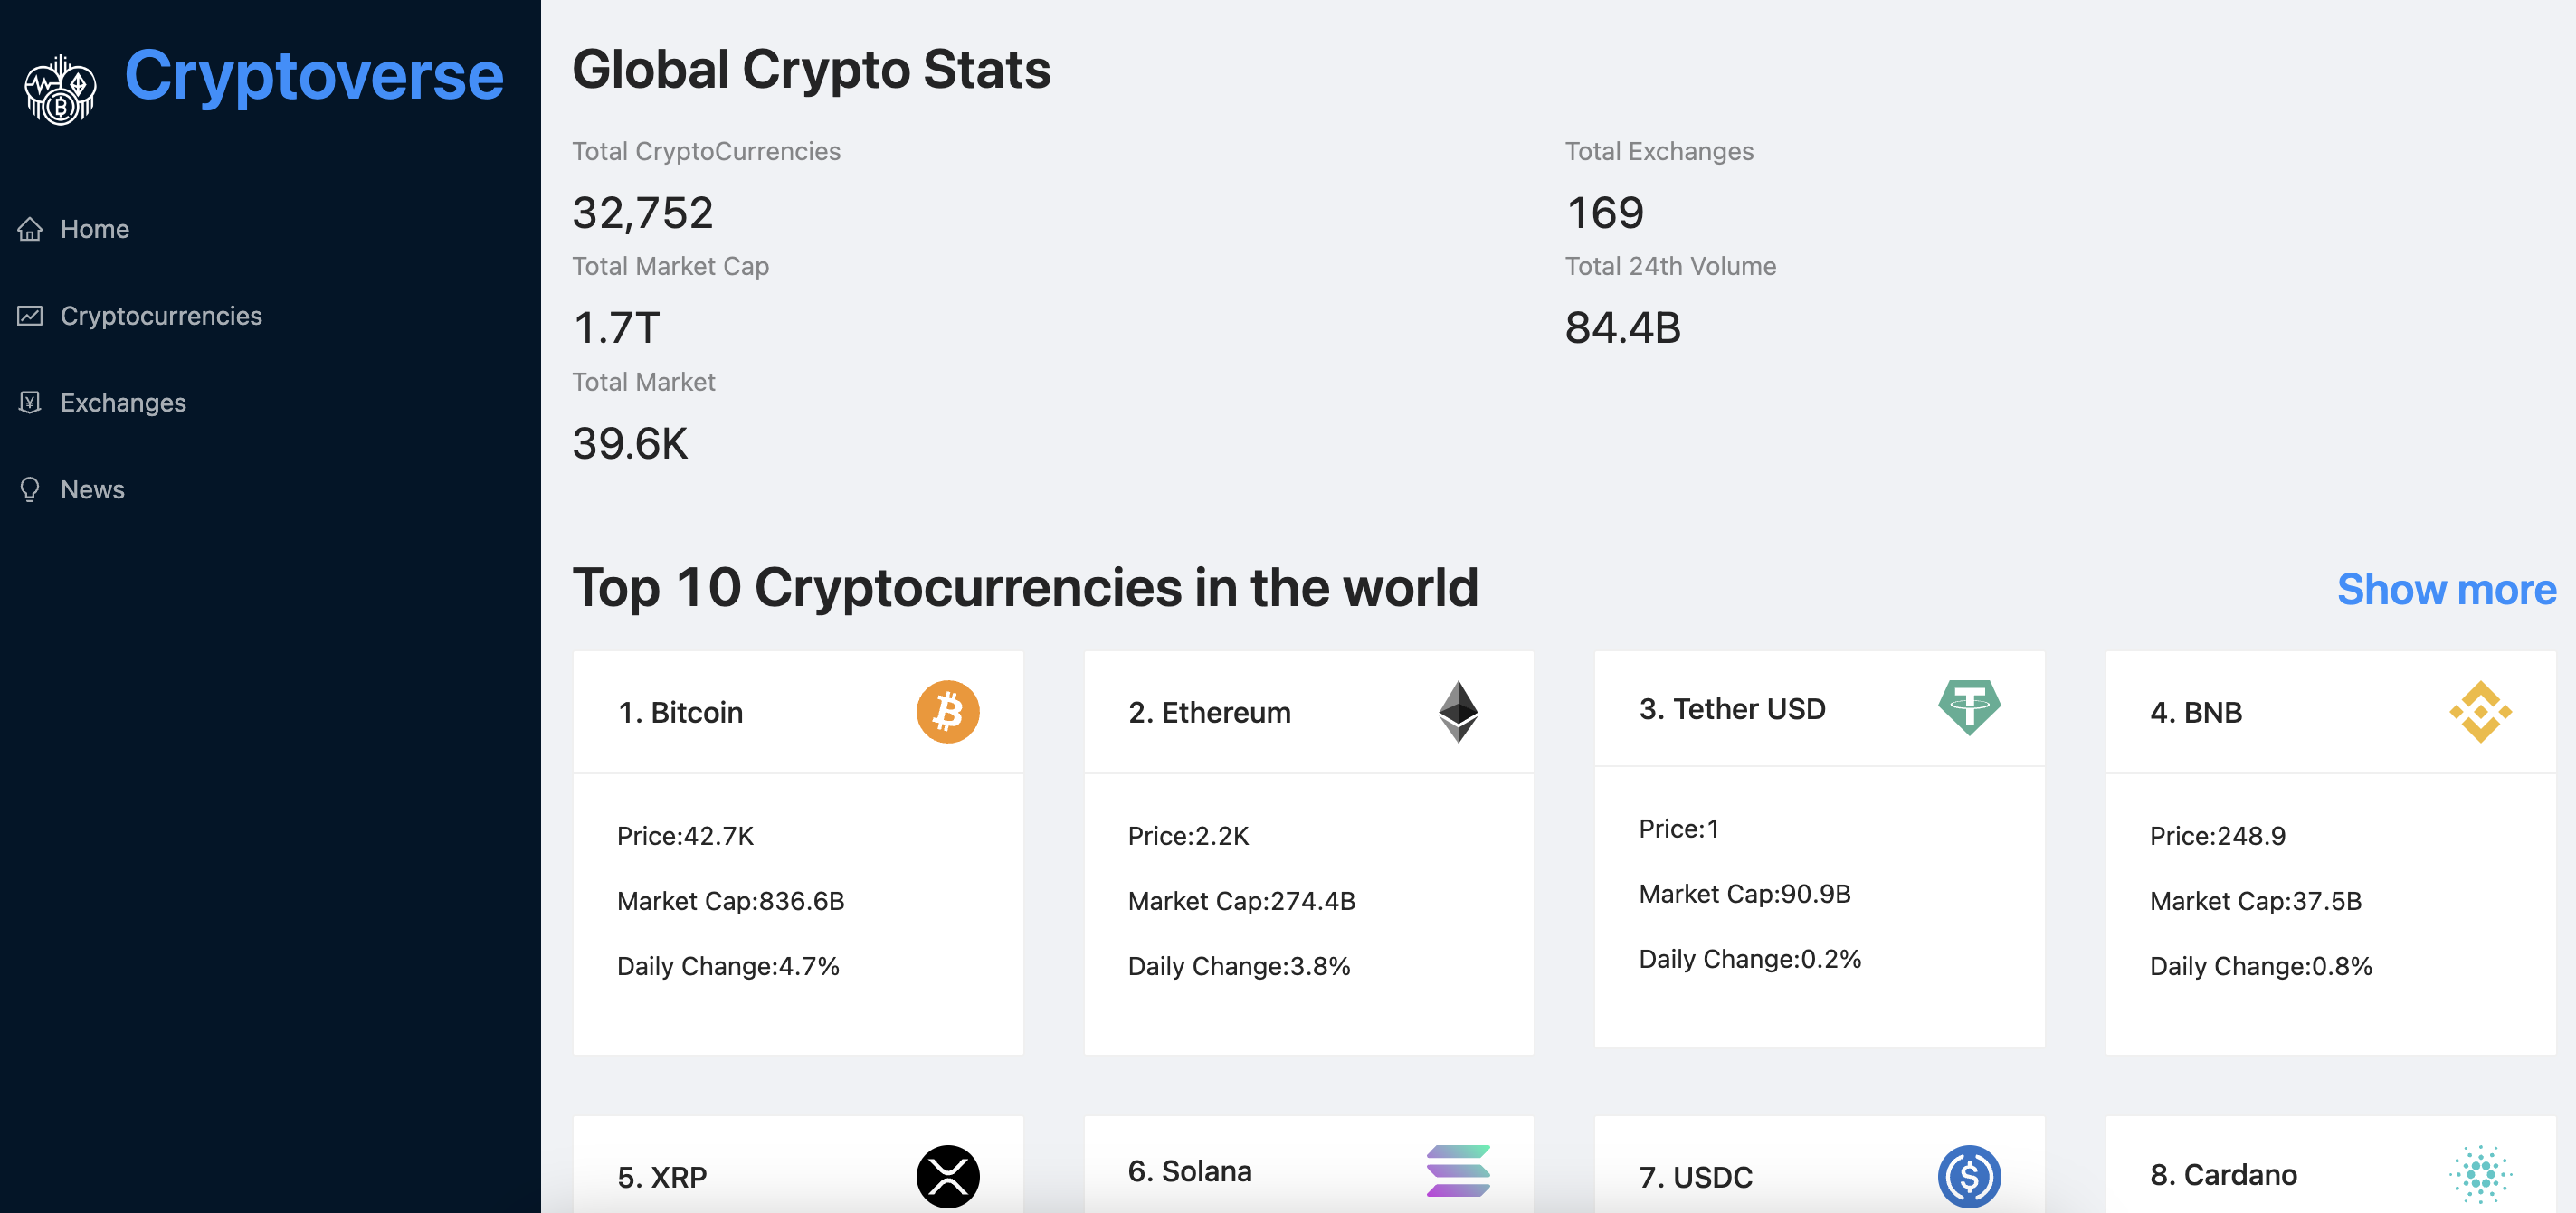 Cryptoverse
Home
Cryptocurrencies
Exchanges
News
Global Crypto Stats
Total CryptoCurrencies
32,752
Total Exchanges
169
Total Market Cap
1.7T
Total 24th Volume
84.4B
Total Market
39.6K
Top 10 Cryptocurrencies in the world
Show more
1. Bitcoin
Price:42.7K
Market Cap:836.6B
Daily Change:4.7%
2. Ethereum
Price:2.2K
Market Cap:274.4B
Daily Change:3.8%
3. Tether USD
Price:1
Market Cap:90.9B
Daily Change:0.2%
4. BNB
Price:248.9
Market Cap:37.5B
Daily Change:0.8%
5. XRP
6. Solana
7. USDC
8. Cardano